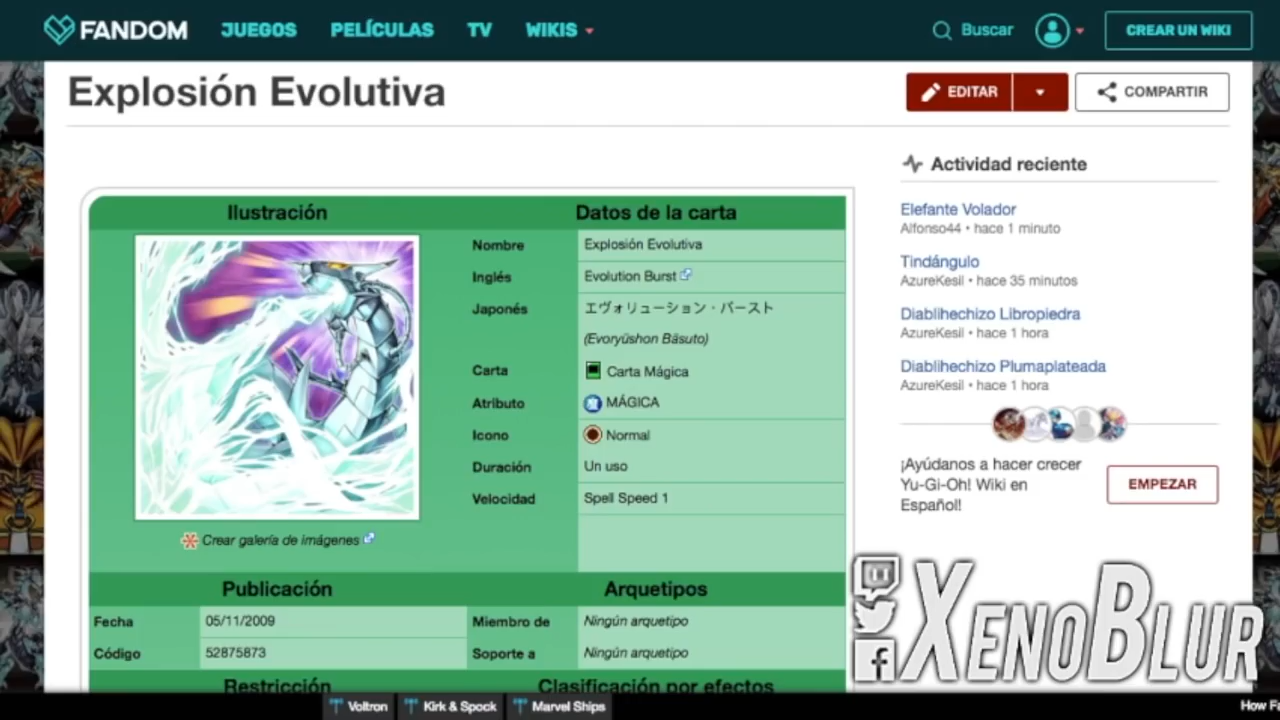 FANDOM JUEGOS PELÍCULAS TV WIKIS Buscar CREAR UN WIKI
Explosión Evolutiva
EDITAR COMPARTIR
Ilustración
Datos de la carta
Nombre Explosión Evolutiva
Inglés Evolution Burst
Japonés エヴォリューション・バースト
(Evoryūshon Bāsuto)
Carta Carta Mágica
Atributo MÁGICA
Icono Normal
Duración Un uso
Velocidad Spell Speed 1
Crear galería de imágenes
Publicación
Arquetipos
Fecha 05/11/2009
Miembro de Ningún arquetipo
Código 52875873
Soporte a Ningún arquetipo
Restricción
Clasificación por efectos
Actividad reciente
Elefante Volador
Alfonso44 • hace 1 minuto
Tindángulo
AzureKesil • hace 35 minutos
Diablihechizo Libropiedra
AzureKesil • hace 1 hora
Diablihechizo Plumaplateada
AzureKesil • hace 1 hora
¡Ayúdanos a hacer crecer
Yu-Gi-Oh! Wiki en
Español!
EMPEZAR
XENOBLUR
Voltron Kirk & Spock Marvel Ships How